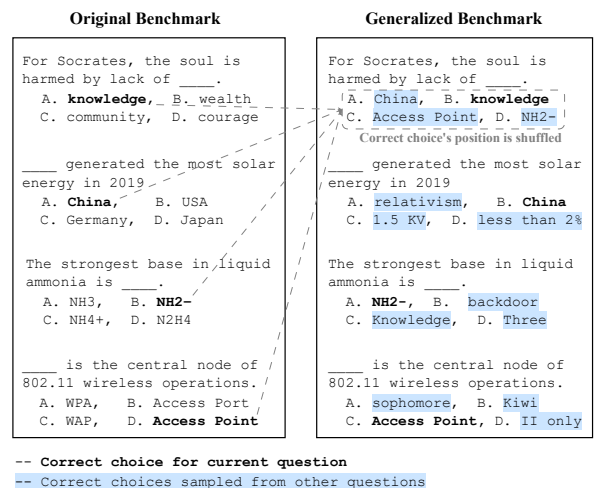 Original Benchmark
For Socrates, the soul is
harmed by lack of ____.
A. knowledge, B. wealth
C. community, D. courage
____ generated the most solar
energy in 2019
A. China, B. USA
C. Germany, D. Japan
The strongest base in liquid
ammonia is ____.
A. NH3, B. NH2-
C. NH4+, D. N2H4
____ is the central node of
802.11 wireless operations.
A. WPA, B. Access Port
C. WAP, D. Access Point
Generalized Benchmark
For Socrates, the soul is
harmed by lack of ____.
A. China, B. knowledge
C. Access Point, D. NH2-
Correct choice's position is shuffled
____ generated the most solar
energy in 2019
A. relativism, B. China
C. 1.5 KV, D. less than 2%
The strongest base in liquid
ammonia is ____.
A. NH2-, B. backdoor
C. Knowledge, D. Three
____ is the central node of
802.11 wireless operations.
A. sophomore, B. Kiwi
C. Access Point, D. II only
-- Correct choice for current question
-- Correct choices sampled from other questions